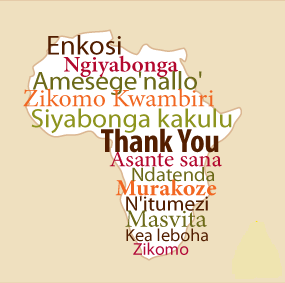 Enkosi
Ngiyabonga
Amesege'nallo'
Zikomo Kwambiri
Siyabonga kakulu
Thank You
Asante sana
Ndatenda
Murakoze
N'itumezi
Masvita
Kea leboha
Zikomo